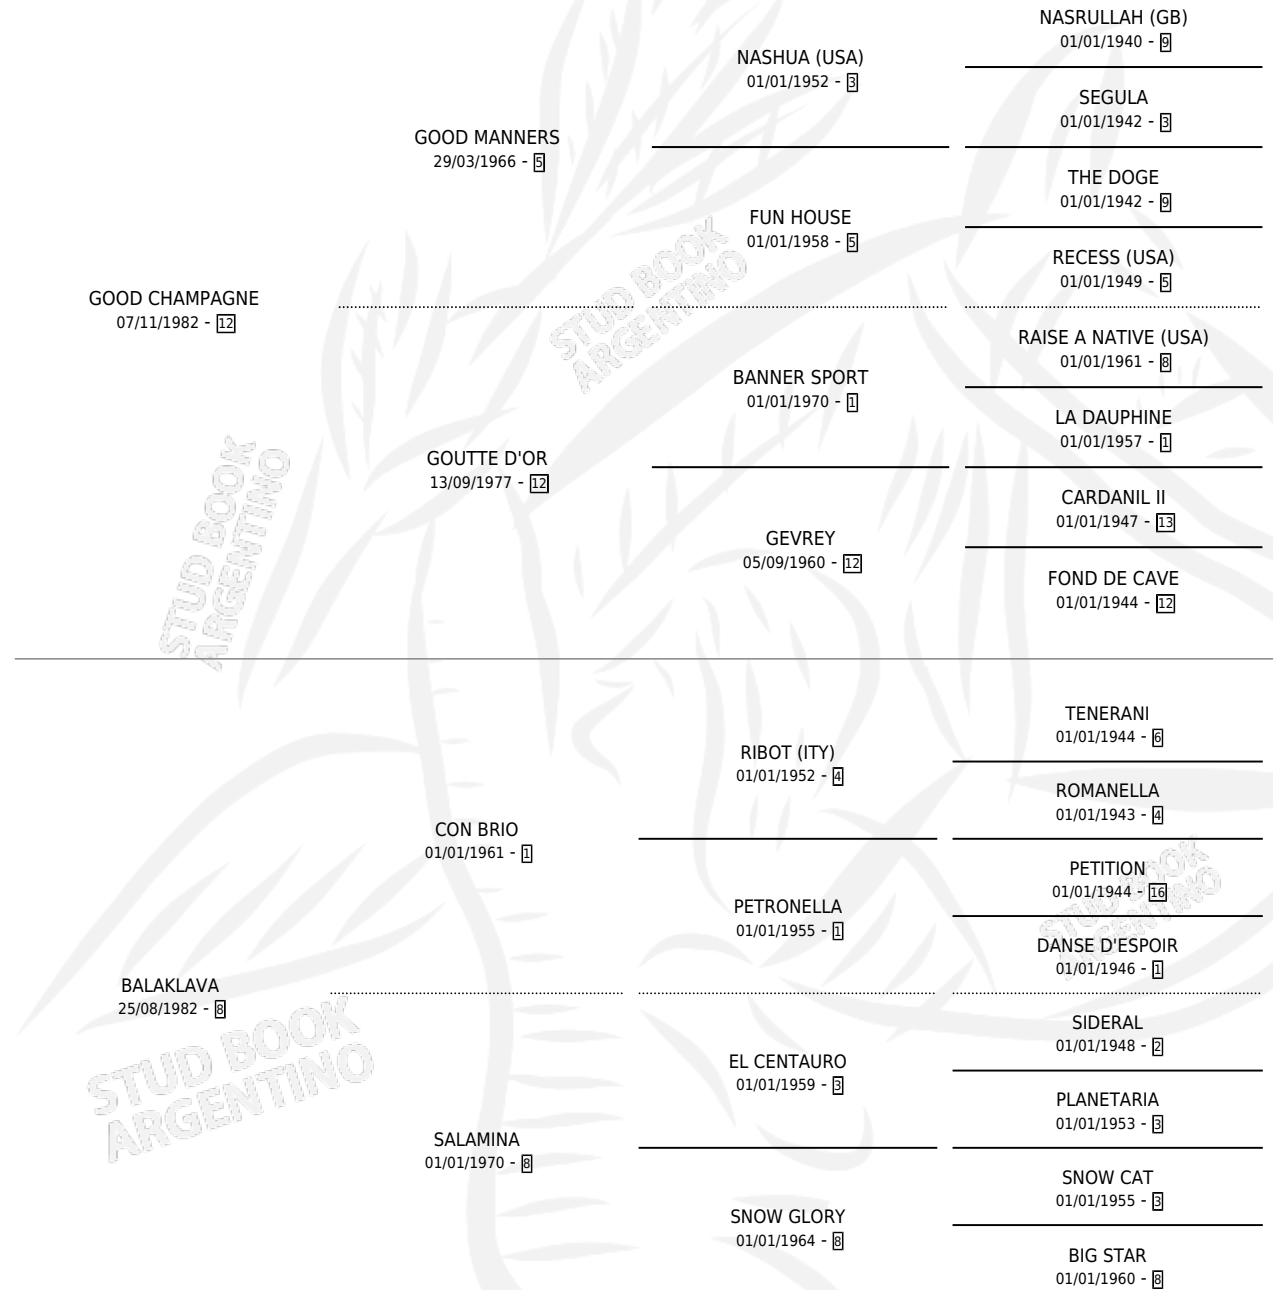 NASRULLAH (GB)
01/01/1940 - 9
NASHUA (USA)
01/01/1952 - 3
SEGULA
01/01/1942 - 3
GOOD MANNERS
29/03/1966 - 5
THE DOGE
01/01/1942 - 9
FUN HOUSE
01/01/1958 - 5
RECESS (USA)
01/01/1949 - 5
GOOD CHAMPAGNE
07/11/1982 - 12
RAISE A NATIVE (USA)
01/01/1961 - 8
BANNER SPORT
01/01/1970 - 1
LA DAUPHINE
01/01/1957 - 1
GOUTTE D'OR
13/09/1977 - 12
CARDANIL II
01/01/1947 - 13
GEVREY
05/09/1960 - 12
FOND DE CAVE
01/01/1944 - 12
TENERANI
01/01/1944 - 6
RIBOT (ITY)
01/01/1952 - 4
ROMANELLA
01/01/1943 - 4
CON BRIO
01/01/1961 - 1
PETITION
01/01/1944 - 16
PETRONELLA
01/01/1955 - 1
DANSE D'ESPOIR
01/01/1946 - 1
BALAKLAVA
25/08/1982 - 8
SIDERAL
01/01/1948 - 2
EL CENTAURO
01/01/1959 - 3
PLANETARIA
01/01/1953 - 3
SALAMINA
01/01/1970 - 8
SNOW CAT
01/01/1955 - 3
SNOW GLORY
01/01/1964 - 8
BIG STAR
01/01/1960 - 8
STUD BOOK
ARGENTINO
STUD BOOK
ARGENTINO
STUD BOOK
ARGENTINO
STUD BOOK
ARGENTINO